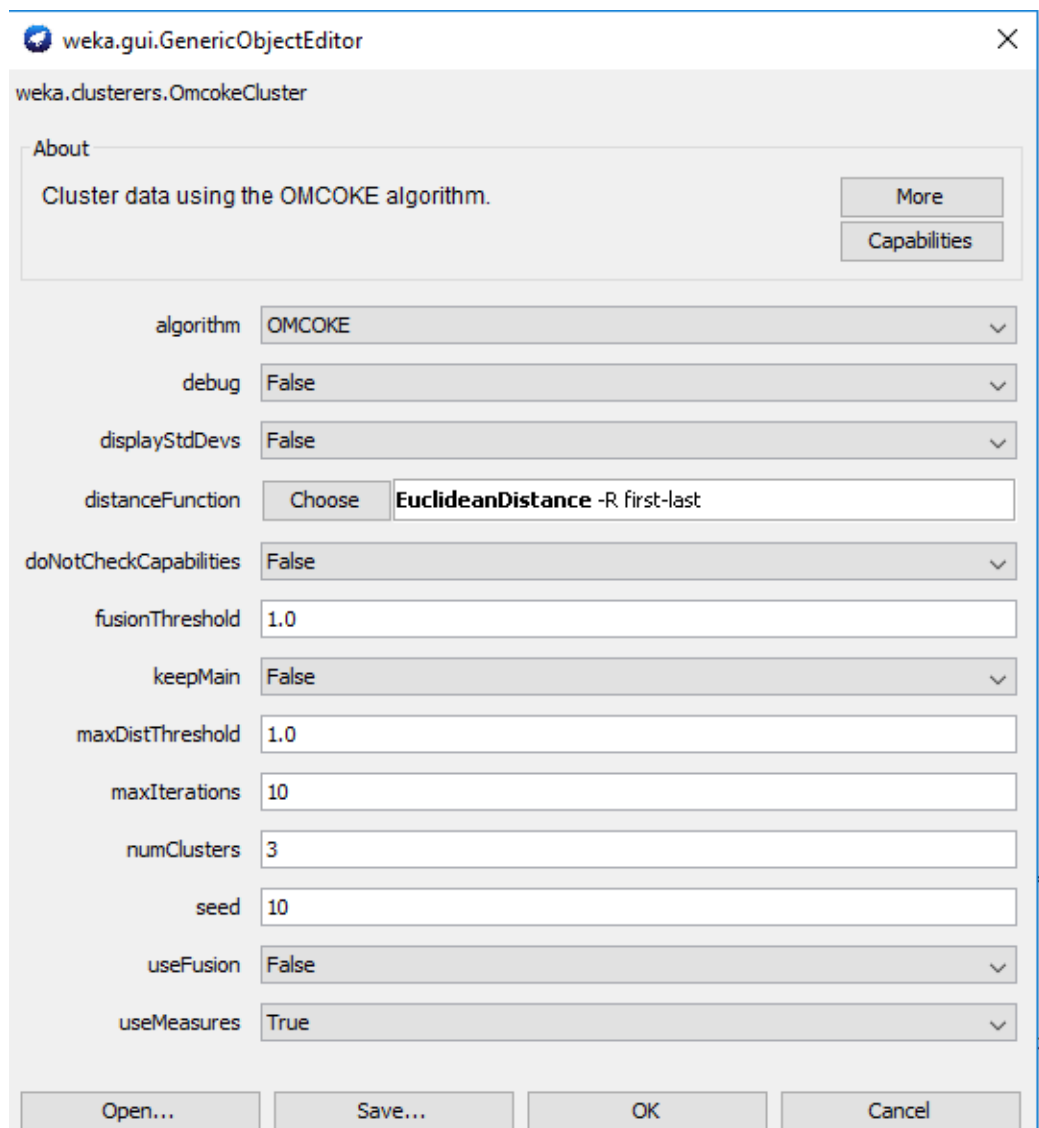 weka.gui.GenericObjectEditor
weka.clusterers.OmcokeCluster
About
Cluster data using the OMCOKE algorithm.
More
Capabilities
algorithm OMCOKE
debug False
displayStdDevs False
distanceFunction Choose EuclideanDistance -R first-last
doNotCheckCapabilities False
fusionThreshold 1.0
keepMain False
maxDistThreshold 1.0
maxIterations 10
numClusters 3
seed 10
useFusion False
useMeasures True
Open... Save... OK Cancel